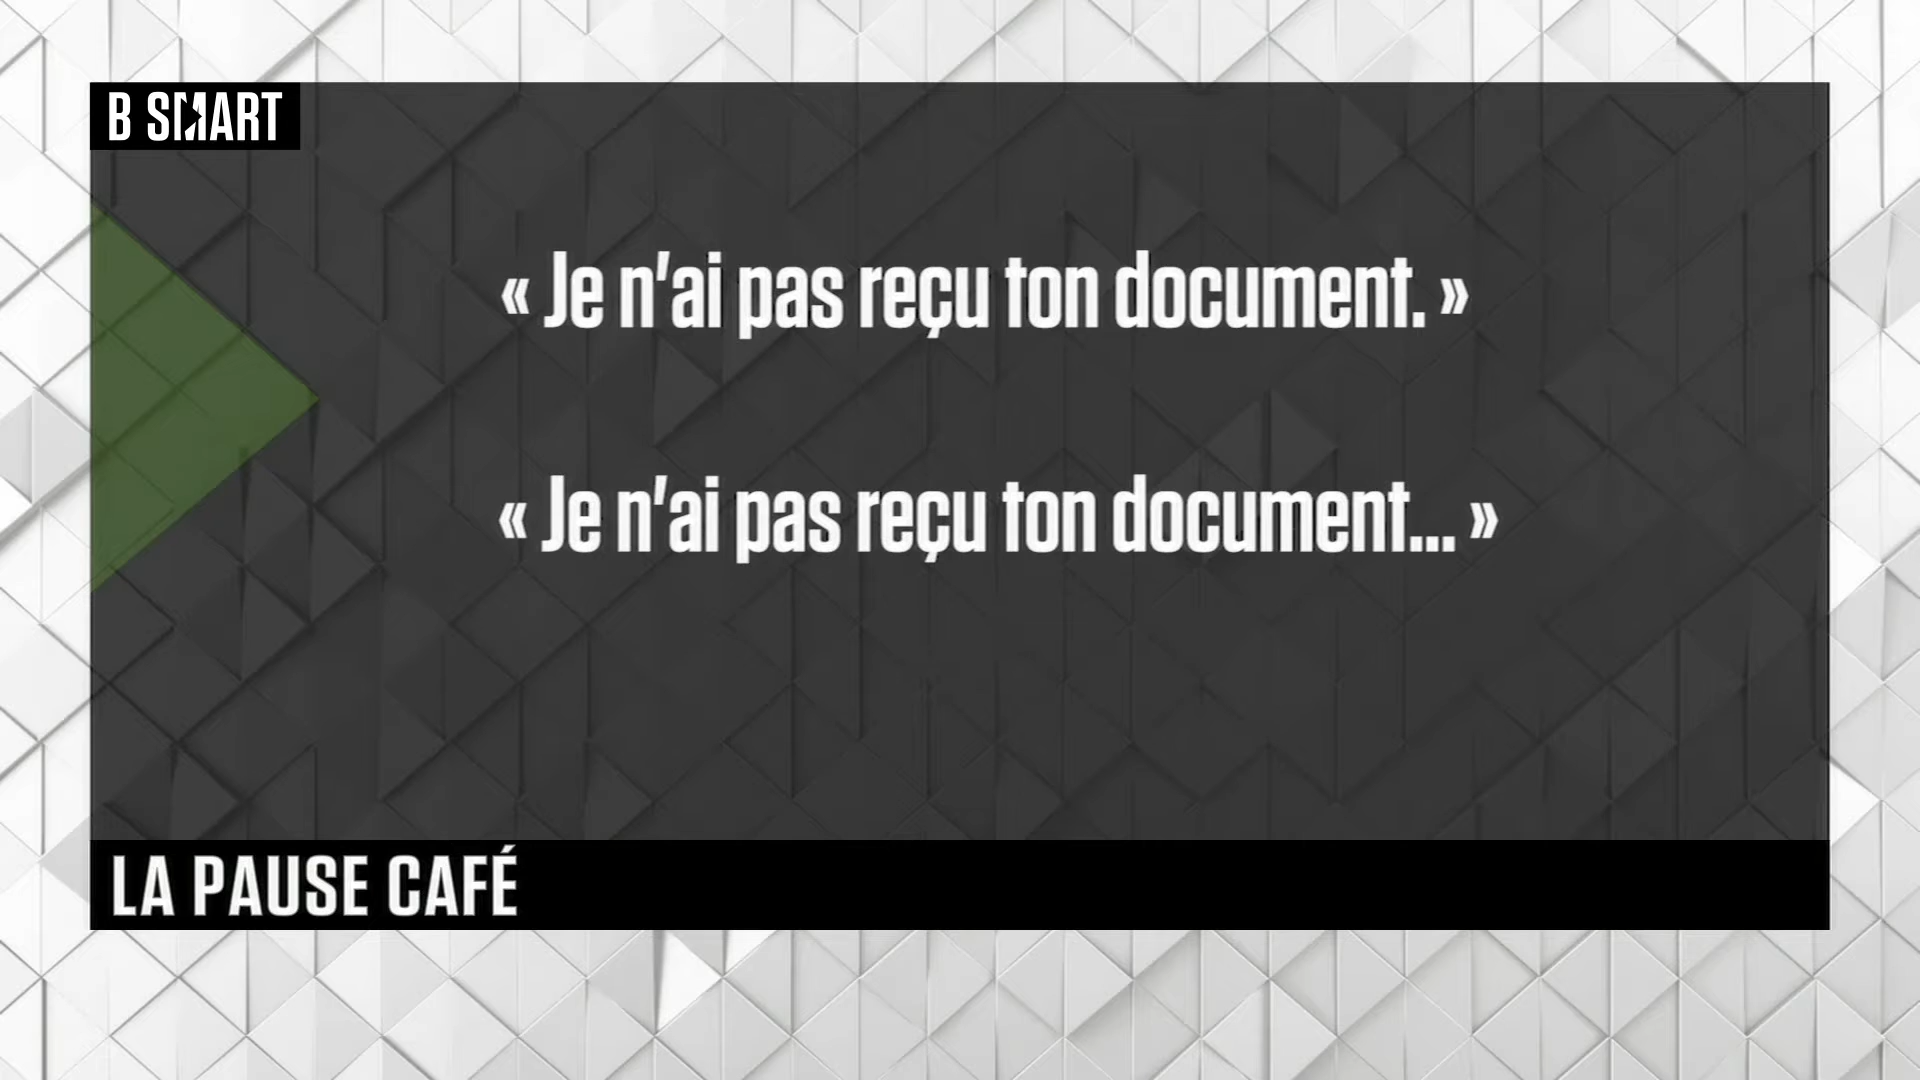 B SMART
« Je n'ai pas reçu ton document. »
« Je n'ai pas reçu ton document... »
LA PAUSE CAFÉ